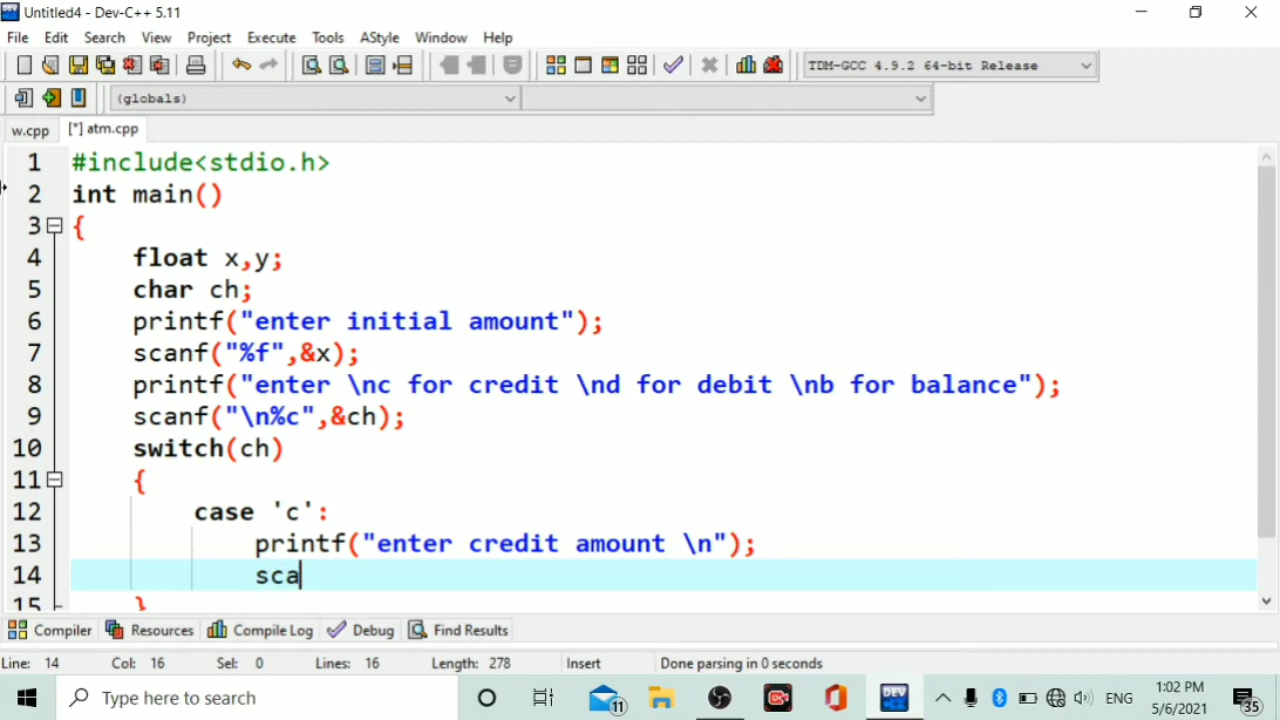 Untitled4 - Dev-C++ 5.11
File Edit Search View Project Execute Tools AStyle Window Help
TDM-GCC 4.9.2 64-bit Release
(globals)
w.cpp [*] atm.cpp
1 #include<stdio.h>
2 int main()
3 {
4 float x,y;
5 char ch;
6 printf("enter initial amount");
7 scanf("%f",&x);
8 printf("enter \nc for credit \nd for debit \nb for balance");
9 scanf("\n%c",&ch);
10 switch(ch)
11 {
12 case 'c':
13 printf("enter credit amount \n");
14 sca
15 }
Compiler Resources Compile Log Debug Find Results
Line: 14 Col: 16 Sel: 0 Lines: 16 Length: 278 Insert Done parsing in 0 seconds
Type here to search 11 DEV ENG 1:02 PM 35
5/6/2021